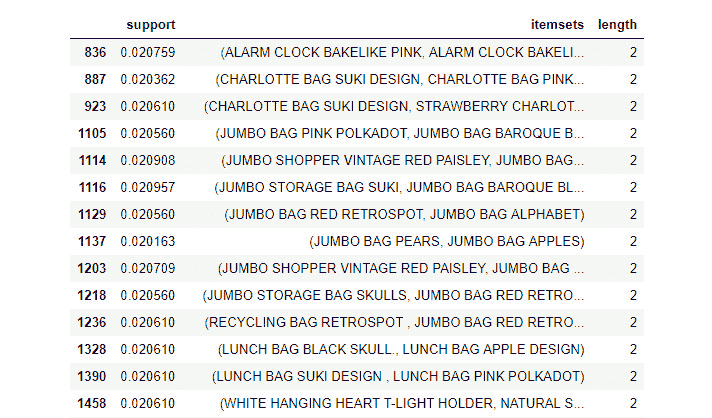 support itemsets length
836 0.020759 (ALARM CLOCK BAKELIKE PINK, ALARM CLOCK BAKELI... 2
887 0.020362 (CHARLOTTE BAG SUKI DESIGN, CHARLOTTE BAG PINK... 2
923 0.020610 (CHARLOTTE BAG SUKI DESIGN, STRAWBERRY CHARLOT... 2
1105 0.020560 (JUMBO BAG PINK POLKADOT, JUMBO BAG BAROQUE B... 2
1114 0.020908 (JUMBO SHOPPER VINTAGE RED PAISLEY, JUMBO BAG... 2
1116 0.020957 (JUMBO STORAGE BAG SUKI, JUMBO BAG BAROQUE BL... 2
1129 0.020560 (JUMBO BAG RED RETROSPOT, JUMBO BAG ALPHABET) 2
1137 0.020163 (JUMBO BAG PEARS, JUMBO BAG APPLES) 2
1203 0.020709 (JUMBO SHOPPER VINTAGE RED PAISLEY, JUMBO BAG ... 2
1218 0.020560 (JUMBO STORAGE BAG SKULLS, JUMBO BAG RED RETRO... 2
1236 0.020610 (RECYCLING BAG RETROSPOT , JUMBO BAG RED RETRO... 2
1328 0.020610 (LUNCH BAG BLACK SKULL., LUNCH BAG APPLE DESIGN) 2
1390 0.020610 (LUNCH BAG SUKI DESIGN , LUNCH BAG PINK POLKADOT) 2
1458 0.020610 (WHITE HANGING HEART T-LIGHT HOLDER, NATURAL S... 2